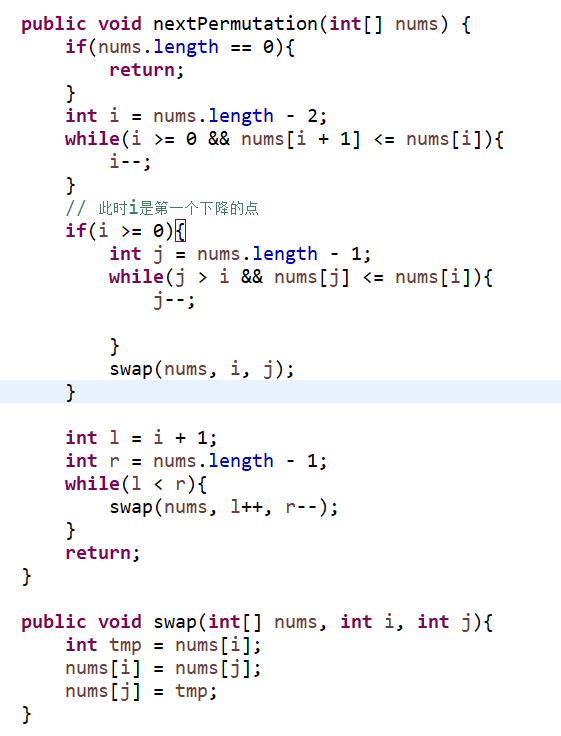 public void nextPermutation(int[] nums) {
    if(nums.length == 0){
        return;
    }
    int i = nums.length - 2;
    while(i >= 0 && nums[i + 1] <= nums[i]){
        i--;
    }
    // 此时i是第一个下降的点
    if(i >= 0){
        int j = nums.length - 1;
        while(j > i && nums[j] <= nums[i]){
            j--;

        }
        swap(nums, i, j);
    }

    int l = i + 1;
    int r = nums.length - 1;
    while(l < r){
        swap(nums, l++, r--);
    }
    return;
}

public void swap(int[] nums, int i, int j){
    int tmp = nums[i];
    nums[i] = nums[j];
    nums[j] = tmp;
}